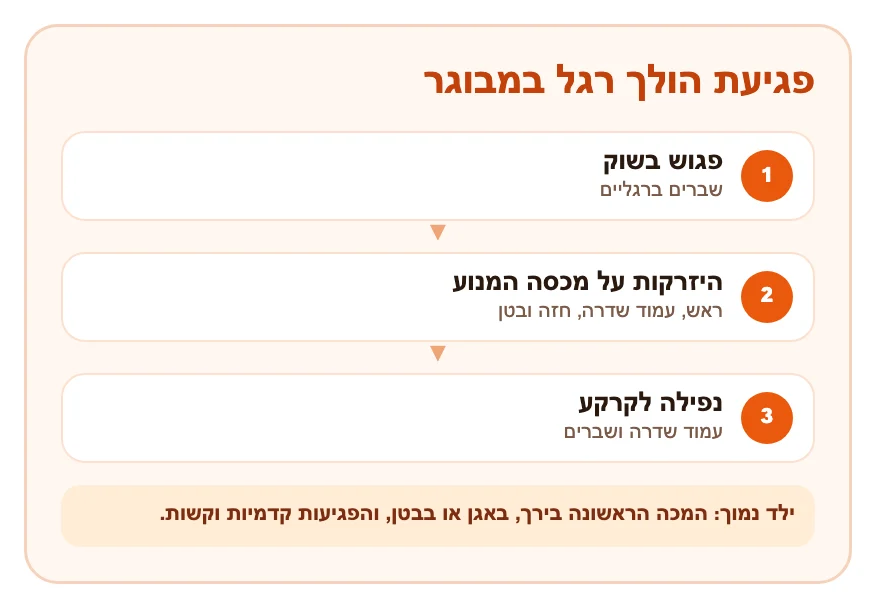 פגיעת הולך רגל במבוגר
1
פגוש בשוק
שברים ברגליים
2
היזרקות על מכסה המנוע
ראש, עמוד שדרה, חזה ובטן
3
נפילה לקרקע
עמוד שדרה ושברים
ילד נמוך: המכה הראשונה בירך, באגן או בבטן, והפגיעות קדמיות וקשות.